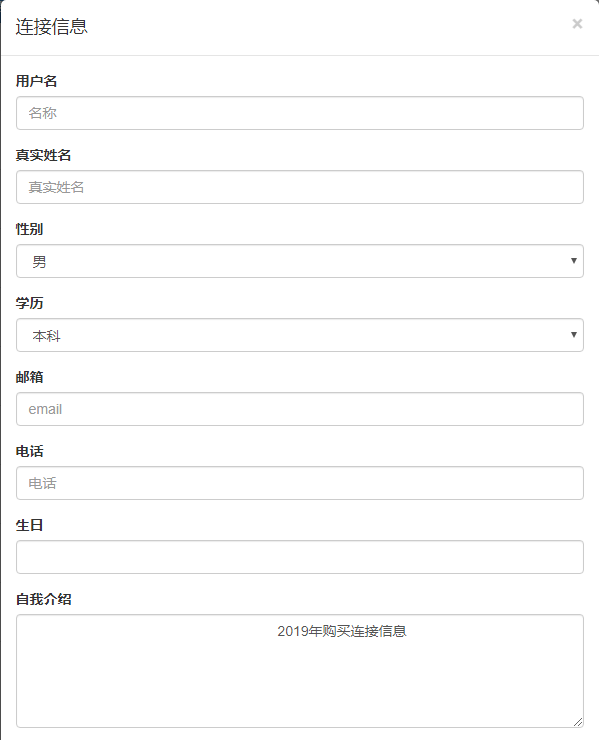 连接信息
×
用户名
名称
真实姓名
真实姓名
性别
男
学历
本科
邮箱
email
电话
电话
生日
自我介绍
2019年购买连接信息